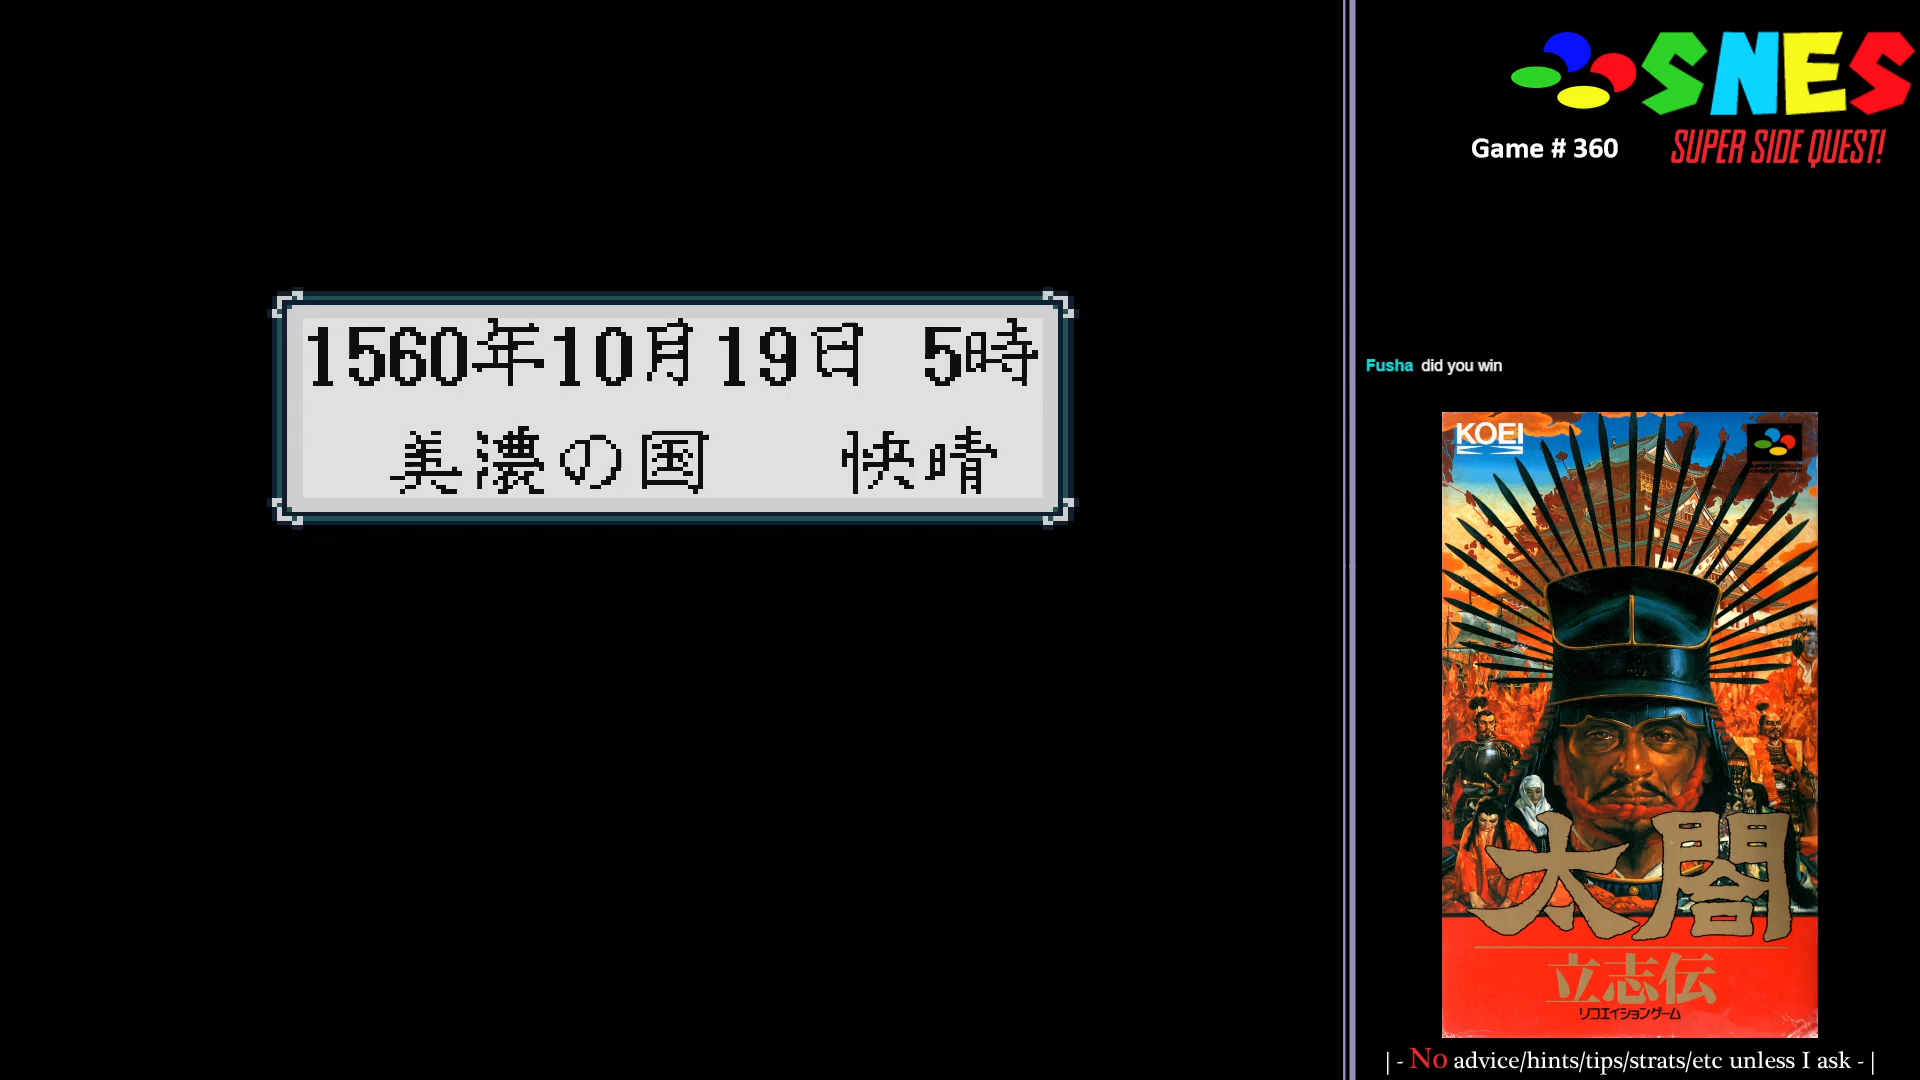 1560年10月19日 5時
美濃の国 快晴
SNES
Game # 360 SUPER SIDE QUEST!
Fusha did you win
KOEI
太閤
立志伝
リコエイションゲーム
|- No advice/hints/tips/strats/etc unless I ask -|